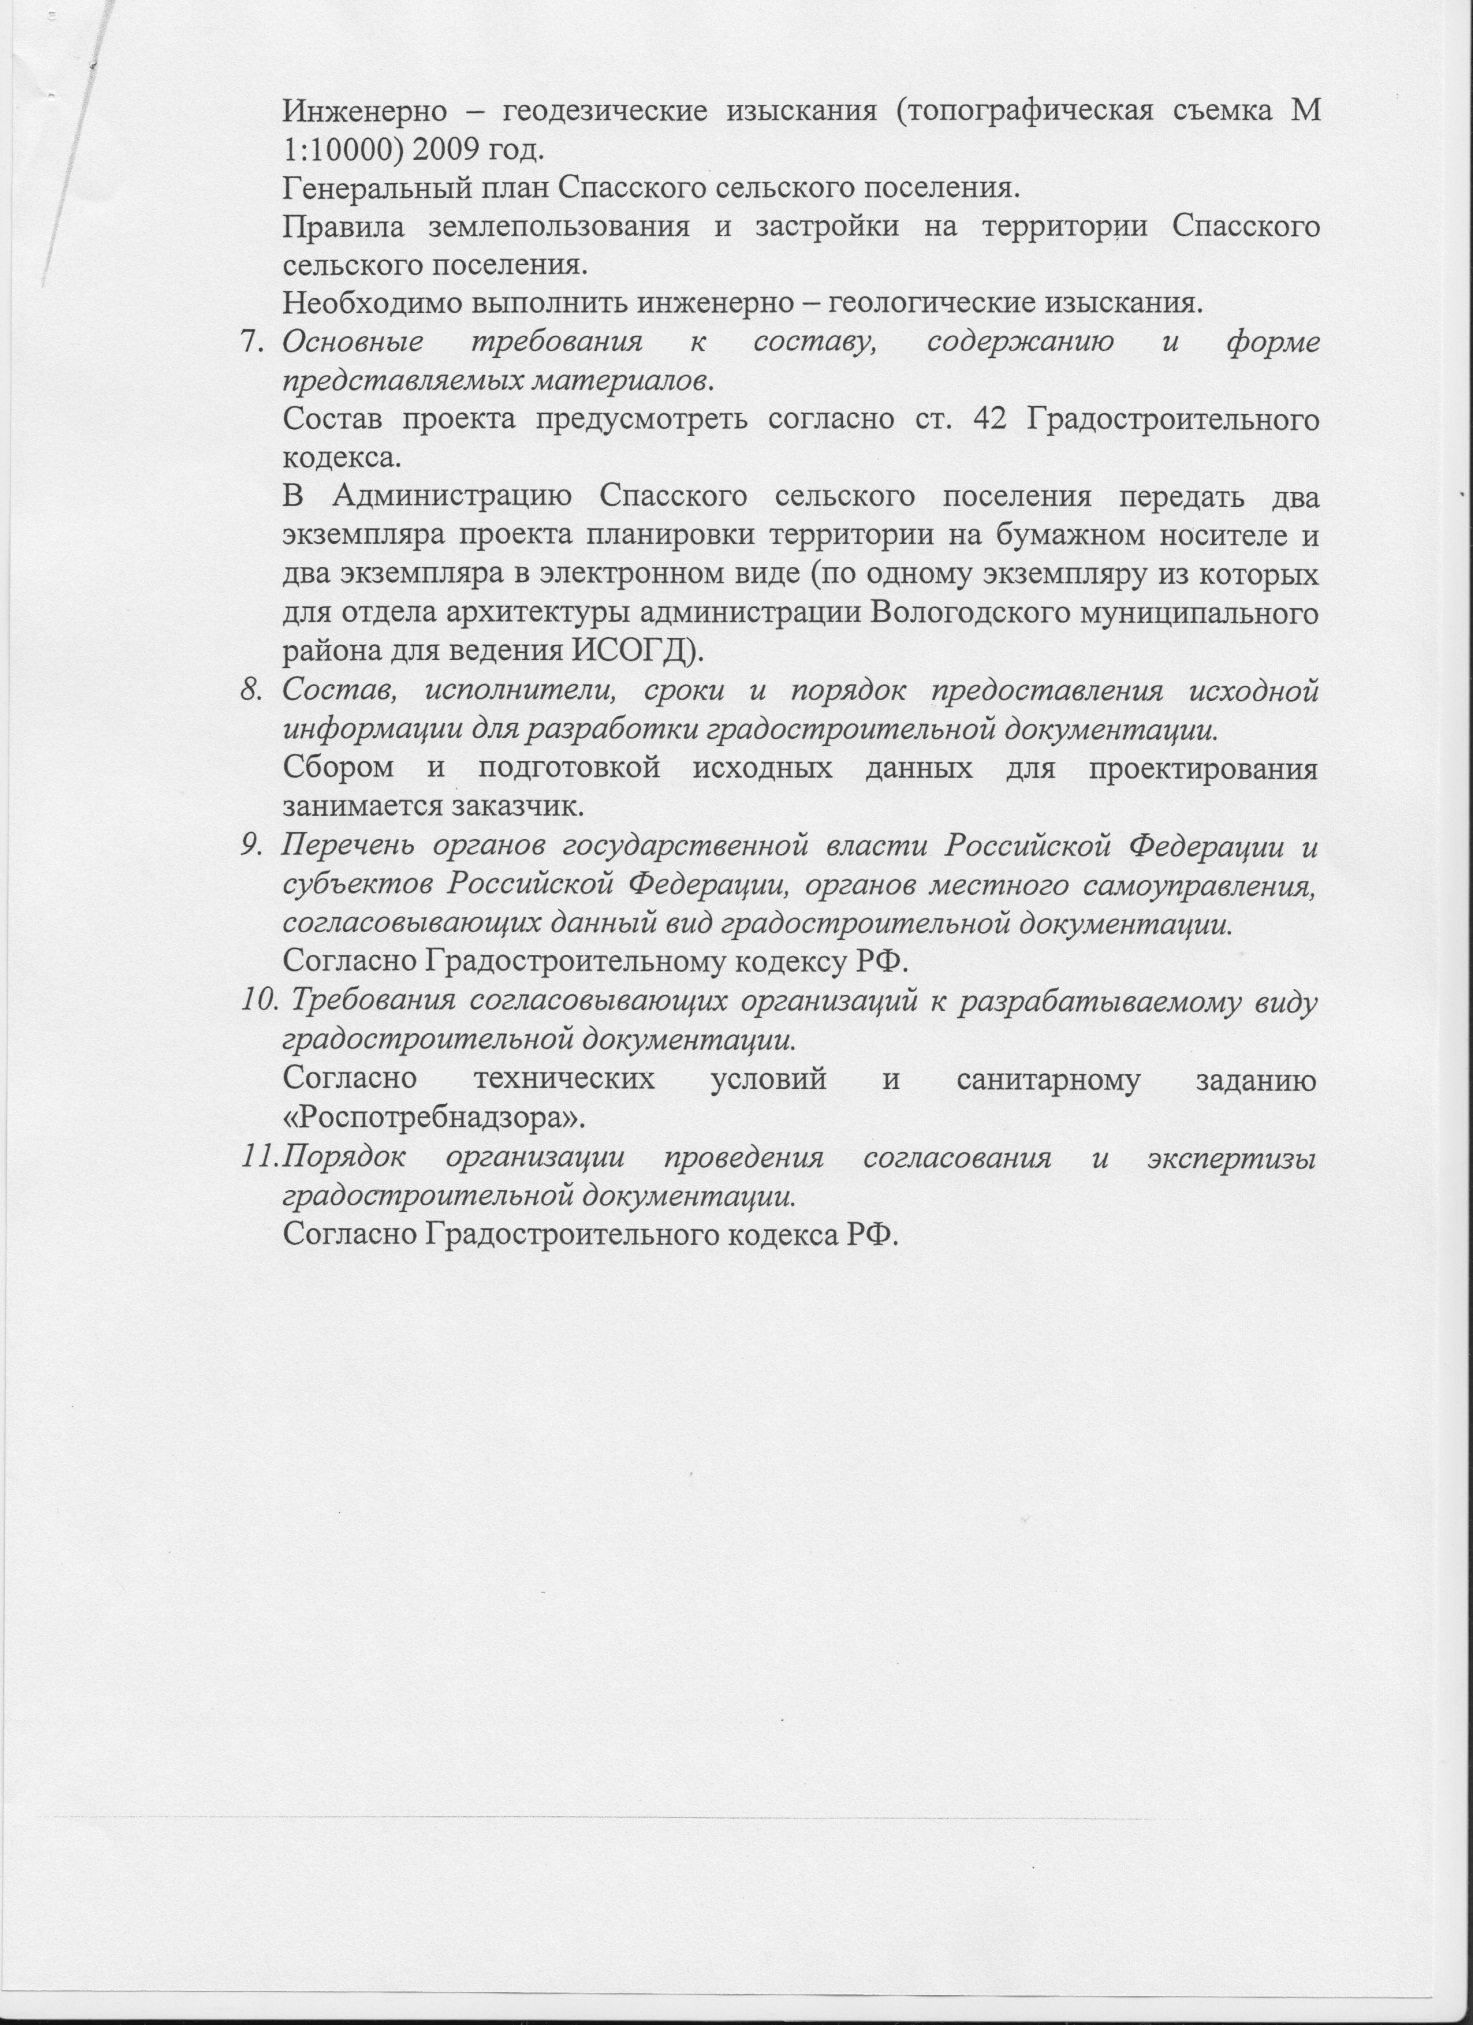 Инженерно – геодезические изыскания (топографическая съемка М
1:10000) 2009 год.
Генеральный план Спасского сельского поселения.
Правила землепользования и застройки на территории Спасского
сельского поселения.
Необходимо выполнить инженерно – геологические изыскания.
7. Основные требования к составу, содержанию и форме
представляемых материалов.
Состав проекта предусмотреть согласно ст. 42 Градостроительного
кодекса.
В Администрацию Спасского сельского поселения передать два
экземпляра проекта планировки территории на бумажном носителе и
два экземпляра в электронном виде (по одному экземпляру из которых
для отдела архитектуры администрации Вологодского муниципального
района для ведения ИСОГД).
8. Состав, исполнители, сроки и порядок предоставления исходной
информации для разработки градостроительной документации.
Сбором и подготовкой исходных данных для проектирования
занимается заказчик.
9. Перечень органов государственной власти Российской Федерации и
субъектов Российской Федерации, органов местного самоуправления,
согласовывающих данный вид градостроительной документации.
Согласно Градостроительному кодексу РФ.
10. Требования согласовывающих организаций к разрабатываемому виду
градостроительной документации.
Согласно технических условий и санитарному заданию
«Роспотребнадзора».
11.Порядок организации проведения согласования и экспертизы
градостроительной документации.
Согласно Градостроительного кодекса РФ.